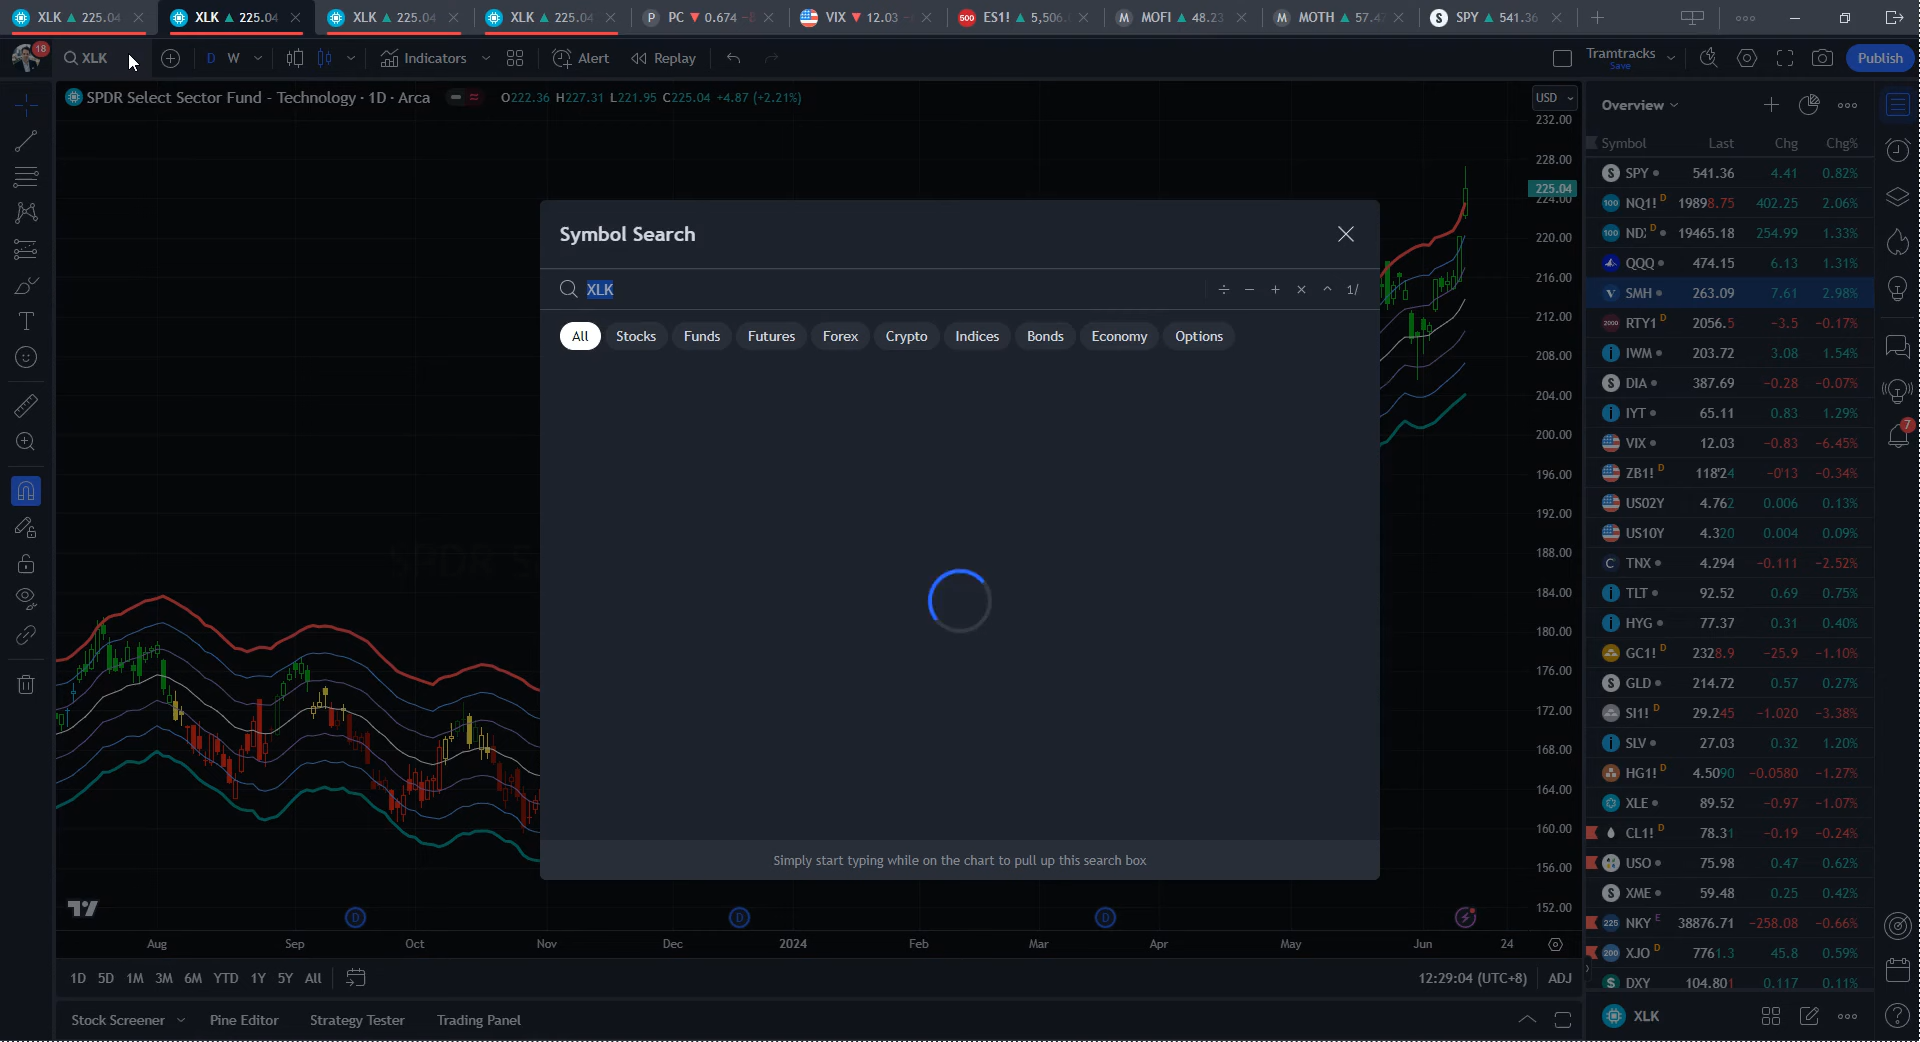 XLK ▲ 225.04
XLK ▲ 225.04
XLK ▲ 225.04
XLK ▲ 225.04
PC ▼ 0.674
VIX ▼ 12.03
ES1! ▲ 5,506.
MOFI ▲ 48.23
MOTH ▲ 57.4
SPY ▲ 541.36
18
XLK
D W
Indicators
Alert
Replay
Tramtracks
Save
Publish
SPDR Select Sector Fund - Technology · 1D · Arca
O222.36 H227.31 L221.95 C225.04 +4.87 (+2.21%)
USD
232.00
228.00
225.04
224.00
220.00
216.00
212.00
208.00
204.00
200.00
196.00
192.00
188.00
184.00
180.00
176.00
172.00
168.00
164.00
160.00
156.00
152.00
Symbol Search
XLK
÷ − + × ^ 1/
All Stocks Funds Futures Forex Crypto Indices Bonds Economy Options
Simply start typing while on the chart to pull up this search box
Aug Sep Oct Nov Dec 2024 Feb Mar Apr May Jun 24
1D 5D 1M 3M 6M YTD 1Y 5Y All
12:29:04 (UTC+8) ADJ
Stock Screener Pine Editor Strategy Tester Trading Panel
Overview
Symbol Last Chg Chg%
SPY 541.36 4.41 0.82%
NQ1! D 19898.75 402.25 2.06%
NDX D 19465.18 254.99 1.33%
QQQ 474.15 6.13 1.31%
SMH 263.09 7.61 2.98%
RTY1 D 2056.5 −3.5 −0.17%
IWM 203.72 3.08 1.54%
DIA 387.69 −0.28 −0.07%
IYT 65.11 0.83 1.29%
VIX 12.03 −0.83 −6.45%
ZB1! D 118'24 −0'13 −0.34%
US02Y 4.762 0.006 0.13%
US10Y 4.320 0.004 0.09%
TNX 4.294 −0.111 −2.52%
TLT 92.52 0.69 0.75%
HYG 77.37 0.31 0.40%
GC1! D 2328.9 −25.9 −1.10%
GLD 214.72 0.57 0.27%
SI1! D 29.245 −1.020 −3.38%
SLV 27.03 0.32 1.20%
HG1! D 4.5090 −0.0580 −1.27%
XLE 89.52 −0.97 −1.07%
CL1! D 78.31 −0.19 −0.24%
USO 75.98 0.47 0.62%
XME 59.48 0.25 0.42%
NKY E 38876.71 −258.08 −0.66%
XJO D 7761.3 45.8 0.59%
DXY 104.801 0.117 0.11%
XLK
7